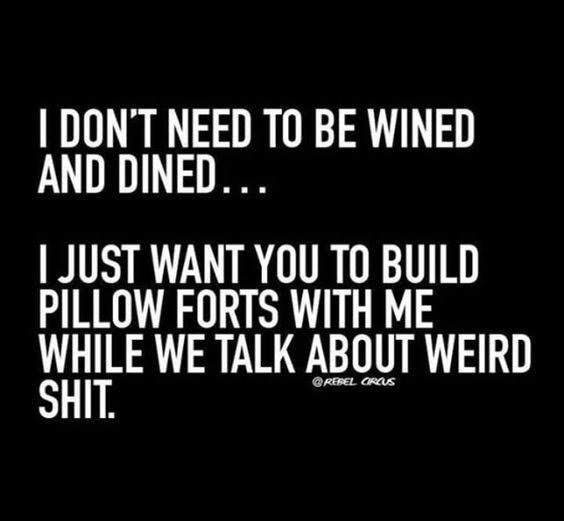 I DON'T NEED TO BE WINED
AND DINED...
I JUST WANT YOU TO BUILD
PILLOW FORTS WITH ME
WHILE WE TALK ABOUT WEIRD
@REBEL CIRCUS
SHIT.